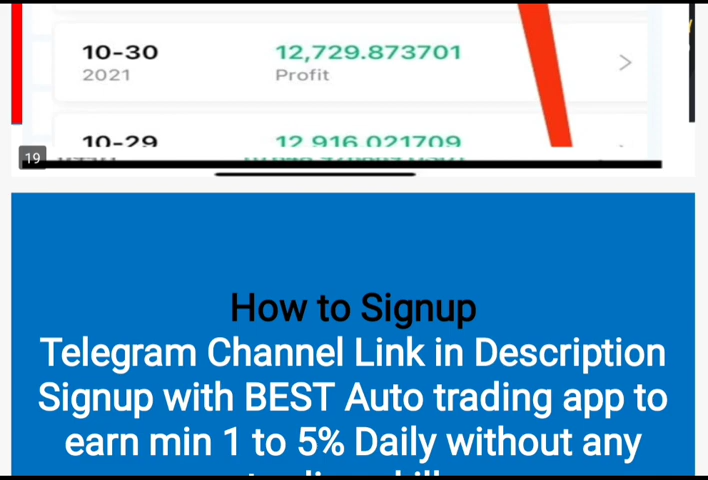 10-30 12,729.873701
2021 Profit
10-29 12,916.021709
19
How to Signup
Telegram Channel Link in Description
Signup with BEST Auto trading app to
earn min 1 to 5% Daily without any